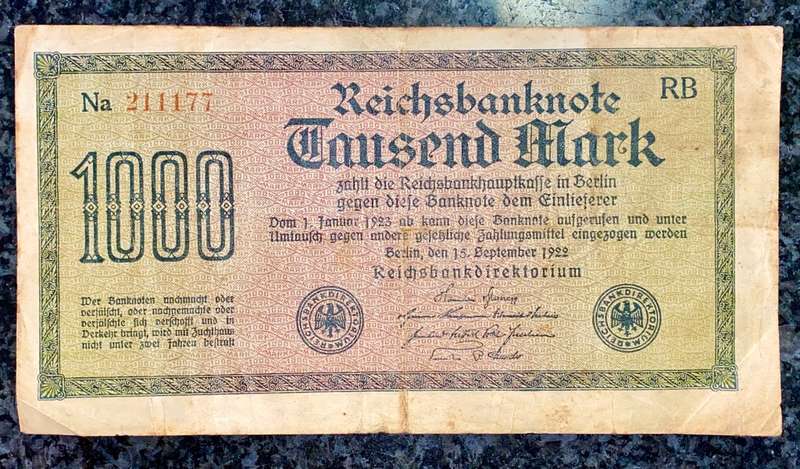 Na 211177
Reichsbanknote
RB
Tausend Mark
1000
zahlt die Reichsbankhauptkasse in Berlin
gegen diese Banknote dem Einlieferer
Vom 1. Januar 1923 ab kann diese Banknote aufgerufen und unter
Umtausch gegen andere gesetzliche Zahlungsmittel eingezogen werden
Berlin, den 15. September 1922
Reichsbankdirektorium
Wer Banknoten nachmacht oder
verfälscht, oder nachgemachte oder
verfälschte sich verschafft und in
Verkehr bringt, wird mit Zuchthaus
nicht unter zwei Jahren bestraft
REICHSBANKDIREKTORIUM
REICHSBANKDIREKTORIUM